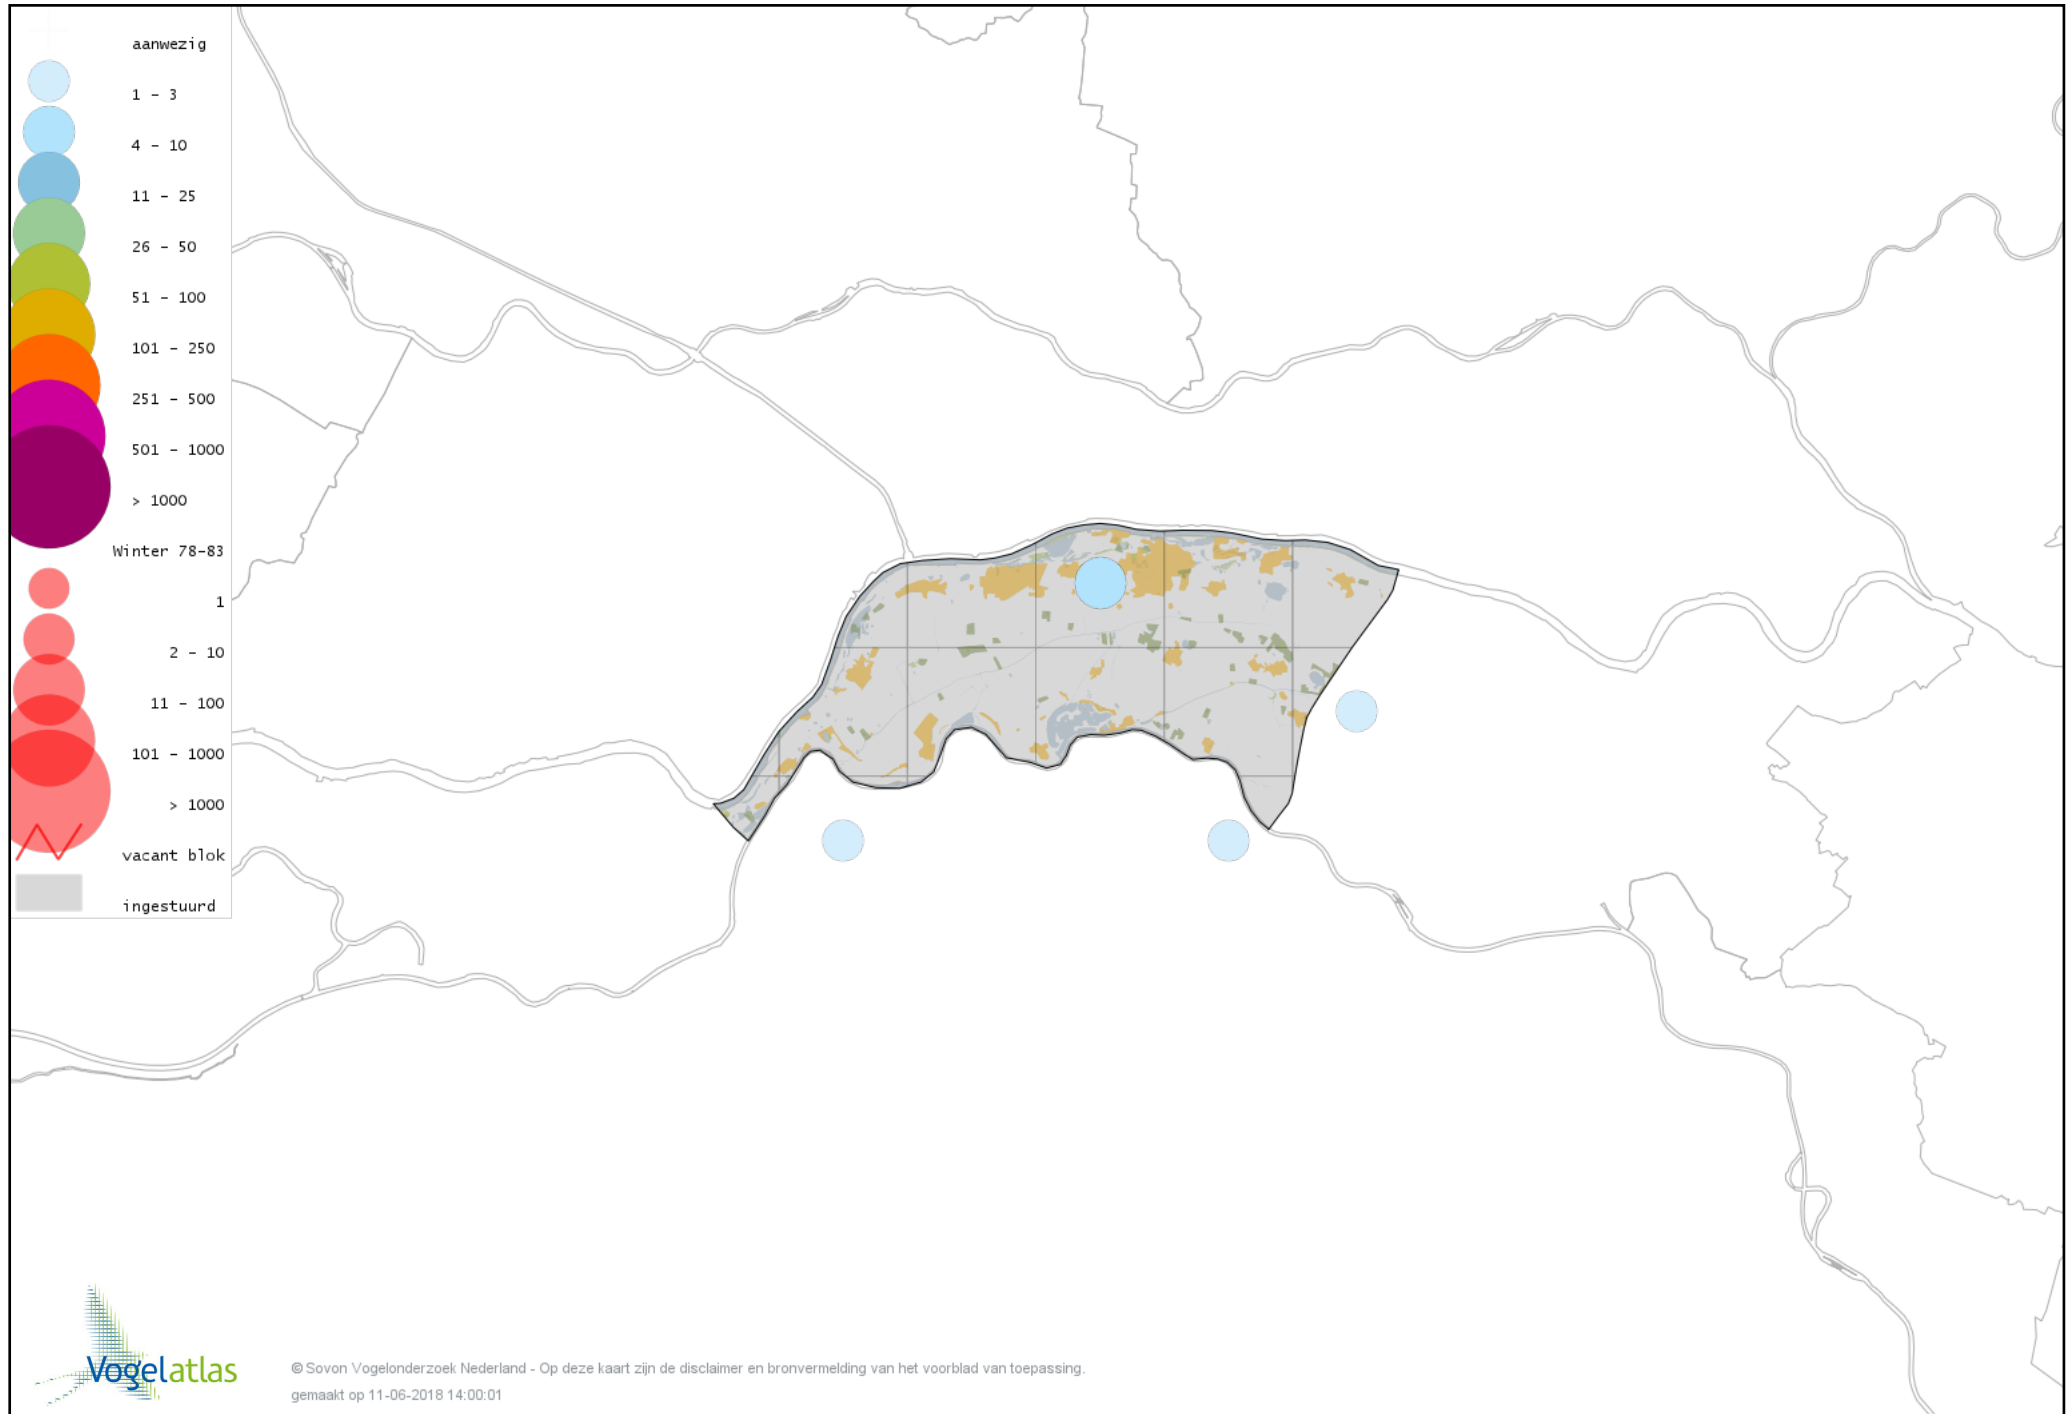 aanwezig
1 - 3
4 - 10
11 - 25
26 - 50
51 - 100
101 - 250
251 - 500
501 - 1000
> 1000
Winter 78-83
1
2 - 10
11 - 100
101 - 1000
> 1000
vacant blok
ingestuurd
Vogelatlas
© Sovon Vogelonderzoek Nederland - Op deze kaart zijn de disclaimer en bronvermelding van het voorblad van toepassing.
gemaakt op 11-06-2018 14:00:01